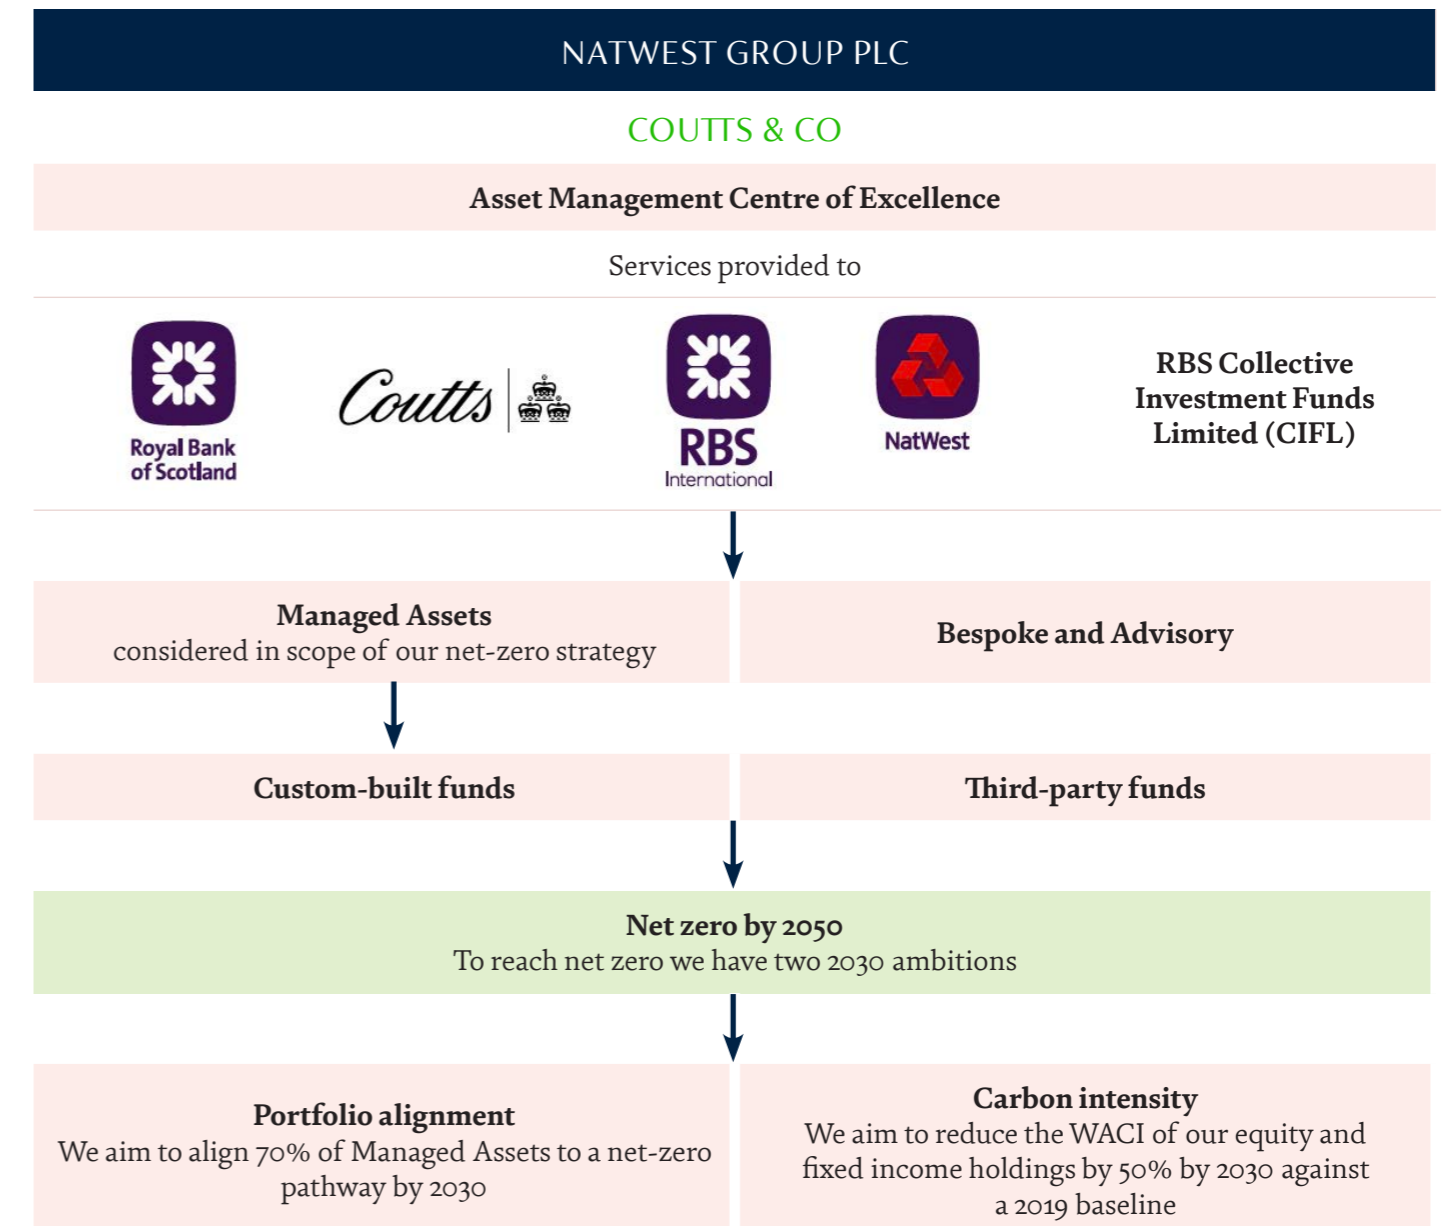 NATWEST GROUP PLC
COUTTS & CO
Asset Management Centre of Excellence
Services provided to
Royal Bank
of Scotland
Coutts
RBS
International
NatWest
RBS Collective
Investment Funds
Limited (CIFL)
Managed Assets
considered in scope of our net-zero strategy
Bespoke and Advisory
Custom-built funds
Third-party funds
Net zero by 2050
To reach net zero we have two 2030 ambitions
Portfolio alignment
We aim to align 70% of Managed Assets to a net-zero
pathway by 2030
Carbon intensity
We aim to reduce the WACI of our equity and
fixed income holdings by 50% by 2030 against
a 2019 baseline